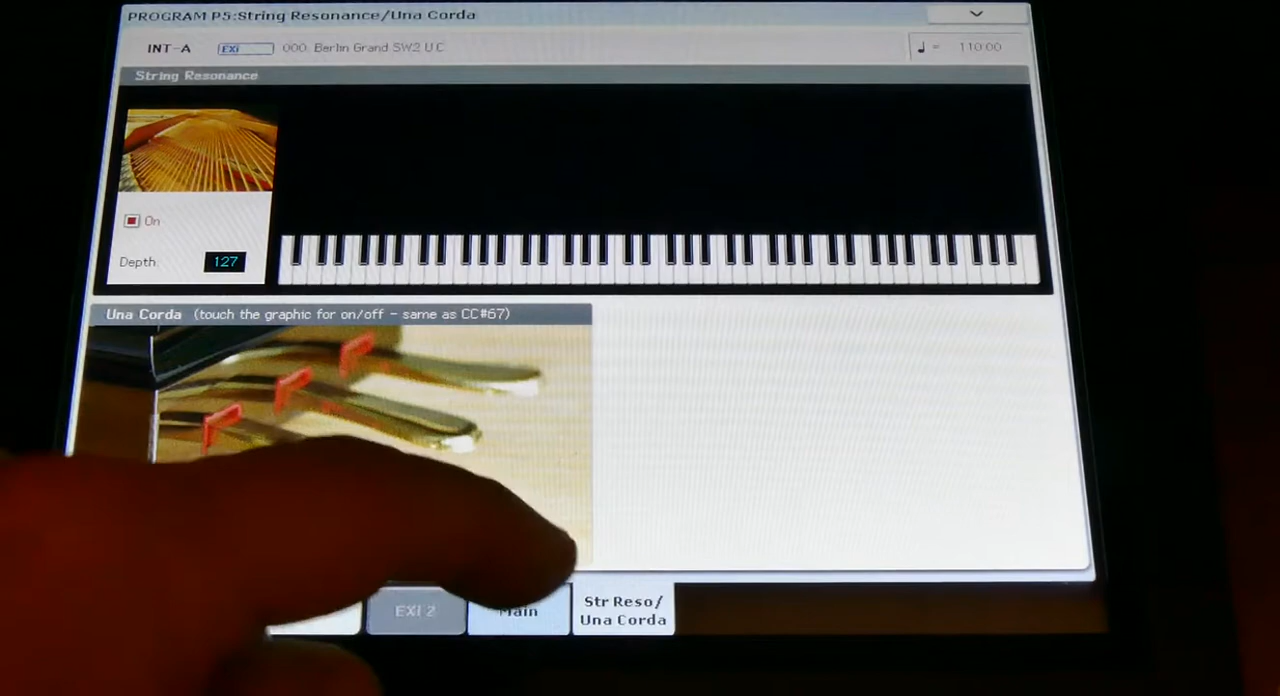 PROGRAM P5:String Resonance/Una Corda
INT-A EXi 000: Berlin Grand SW2 U.C. ♩ = 110.00
String Resonance
On
Depth 127
Una Corda (touch the graphic for on/off - same as CC#67)
EXi 2 Main Str Reso/
Una Corda